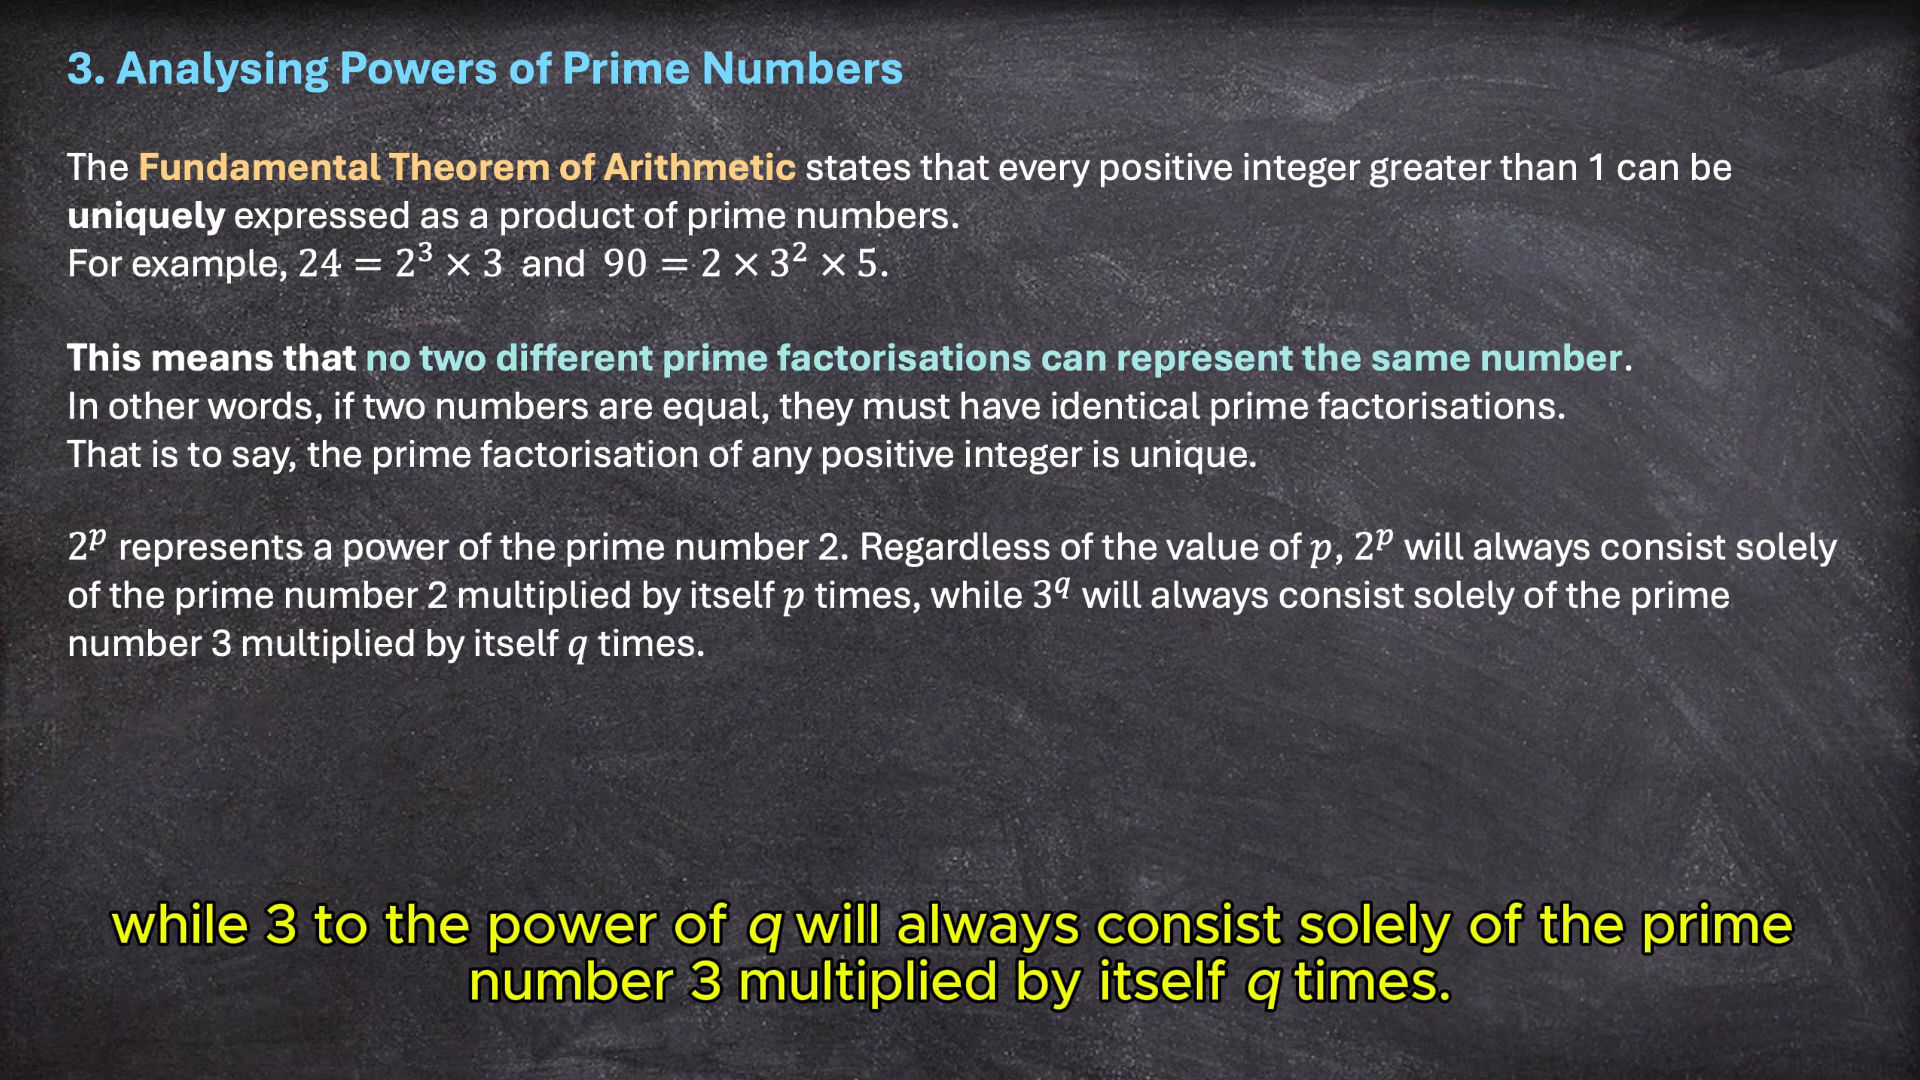 3. Analysing Powers of Prime Numbers
The Fundamental Theorem of Arithmetic states that every positive integer greater than 1 can be
uniquely expressed as a product of prime numbers.
For example, 24 = 2³ × 3 and 90 = 2 × 3² × 5.
This means that no two different prime factorisations can represent the same number.
In other words, if two numbers are equal, they must have identical prime factorisations.
That is to say, the prime factorisation of any positive integer is unique.
2^p represents a power of the prime number 2. Regardless of the value of p, 2^p will always consist solely
of the prime number 2 multiplied by itself p times, while 3^q will always consist solely of the prime
number 3 multiplied by itself q times.
while 3 to the power of q will always consist solely of the prime
number 3 multiplied by itself q times.